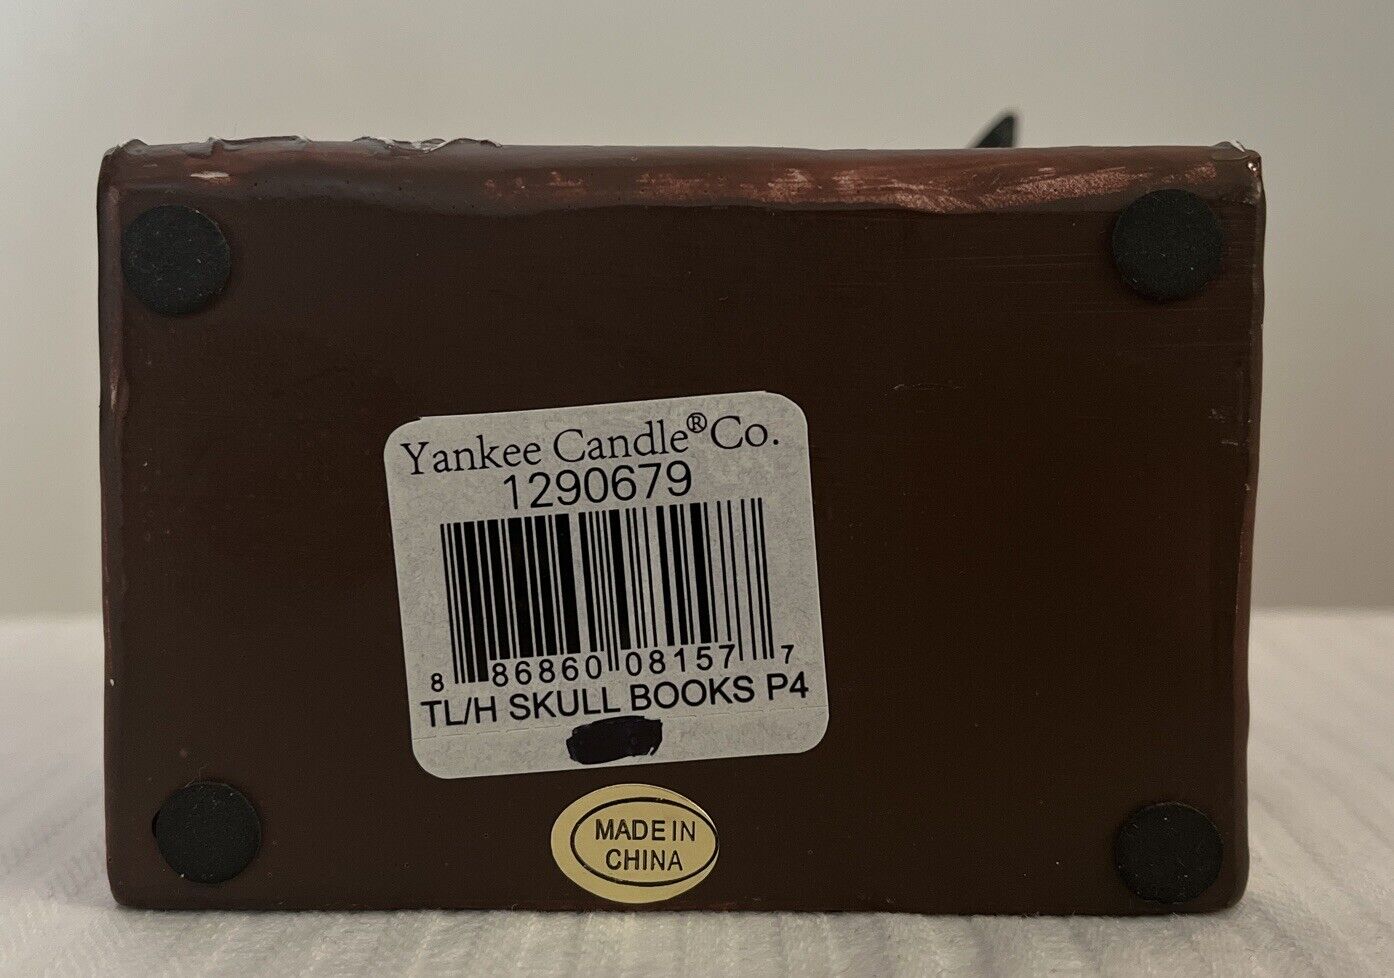 Yankee Candle® Co.
1290679
8 86860 08157 7
TL/H SKULL BOOKS P4
MADE IN
CHINA